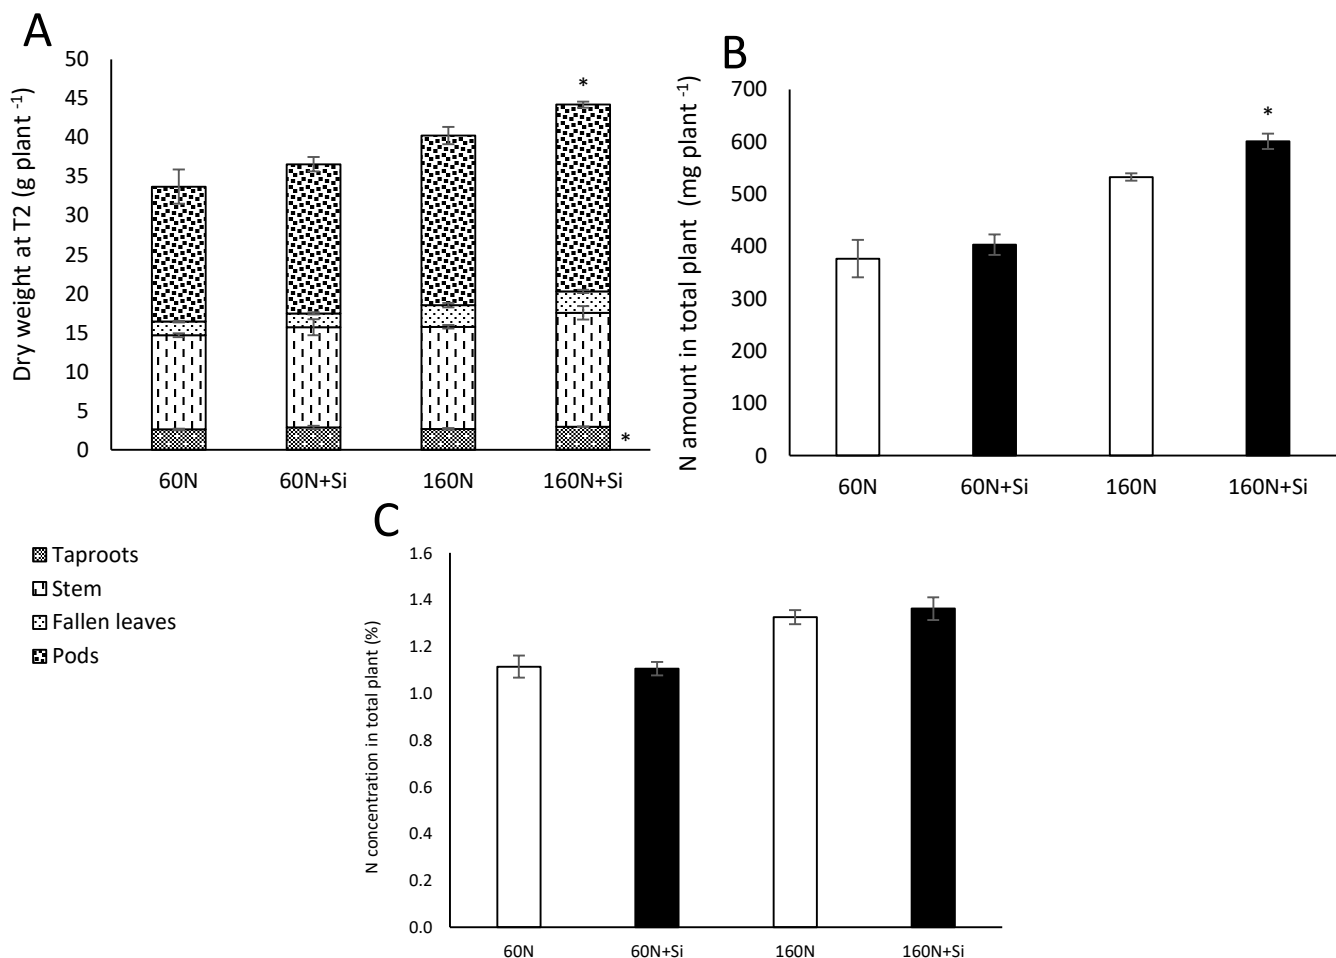 A
Dry weight at T2 (g plant -1)
50
45
40
35
30
25
20
15
10
5
0
*
*
60N 60N+Si 160N 160N+Si
B
N amount in total plant (mg plant -1)
700
600
500
400
300
200
100
0
*
60N 60N+Si 160N 160N+Si
Taproots
Stem
Fallen leaves
Pods
C
N concentration in total plant (%)
1.6
1.4
1.2
1.0
0.8
0.6
0.4
0.2
0.0
60N 60N+Si 160N 160N+Si